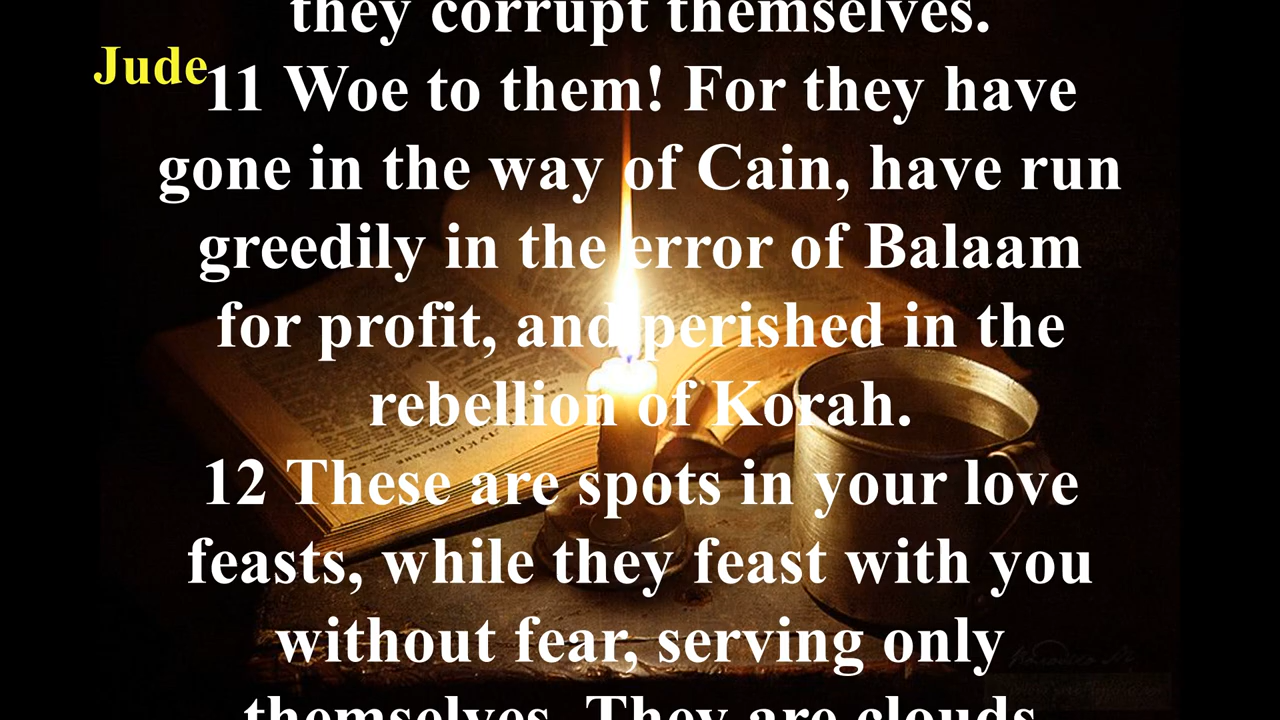 they corrupt themselves.
Jude
11 Woe to them! For they have
gone in the way of Cain, have run
greedily in the error of Balaam
for profit, and perished in the
rebellion of Korah.
12 These are spots in your love
feasts, while they feast with you
without fear, serving only
themselves. They are clouds